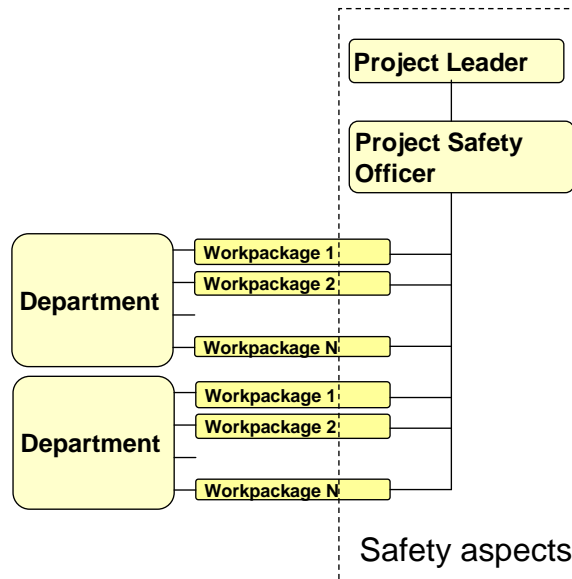 Project Leader
Project Safety
Officer
Workpackage 1
Workpackage 2
Department
Workpackage N
Workpackage 1
Workpackage 2
Department
Workpackage N
Safety aspects